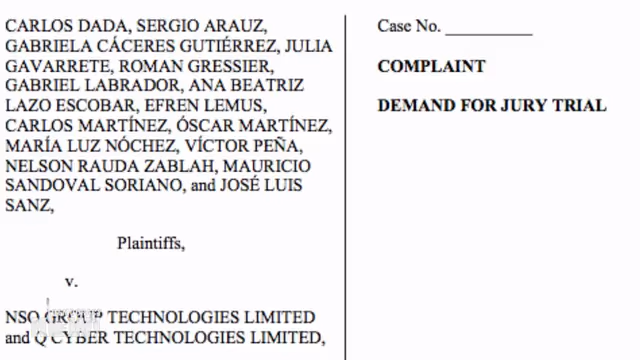 CARLOS DADA, SERGIO ARAUZ,
GABRIELA CÁCERES GUTIÉRREZ, JULIA
GAVARRETE, ROMAN GRESSIER,
GABRIEL LABRADOR, ANA BEATRIZ
LAZO ESCOBAR, EFREN LEMUS,
CARLOS MARTÍNEZ, ÓSCAR MARTÍNEZ,
MARÍA LUZ NÓCHEZ, VÍCTOR PEÑA,
NELSON RAUDA ZABLAH, MAURICIO
SANDOVAL SORIANO, and JOSÉ LUIS
SANZ,
Plaintiffs,
v.
NSO GROUP TECHNOLOGIES LIMITED
and Q CYBER TECHNOLOGIES LIMITED,
Case No. __________
COMPLAINT
DEMAND FOR JURY TRIAL